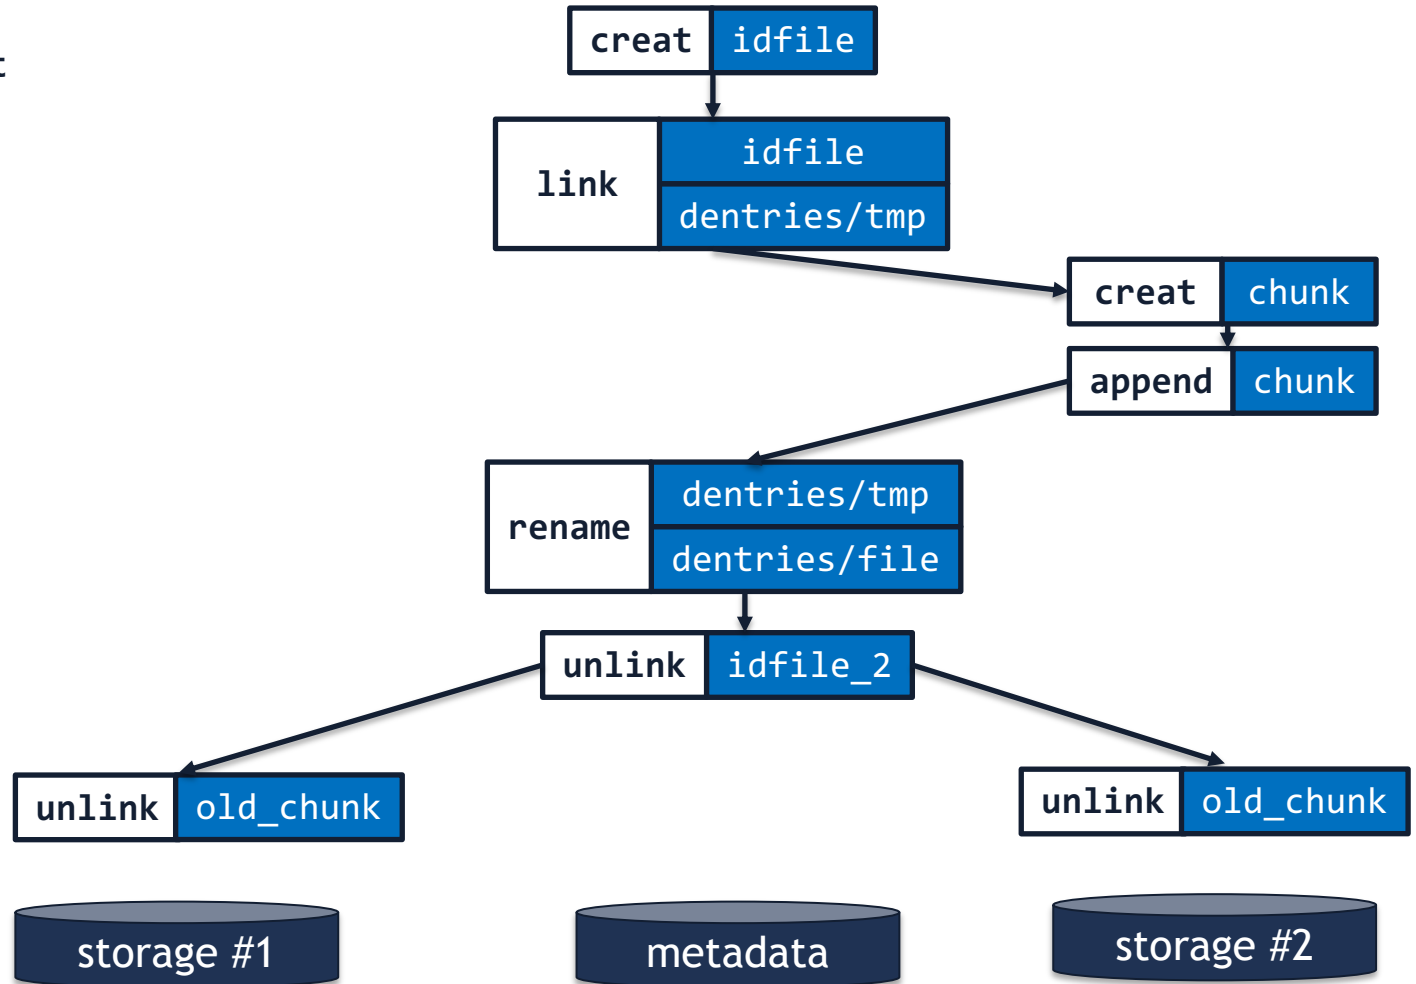 creat idfile
link idfile
dentries/tmp
creat chunk
append chunk
rename dentries/tmp
dentries/file
unlink idfile_2
unlink old_chunk
unlink old_chunk
storage #1
metadata
storage #2